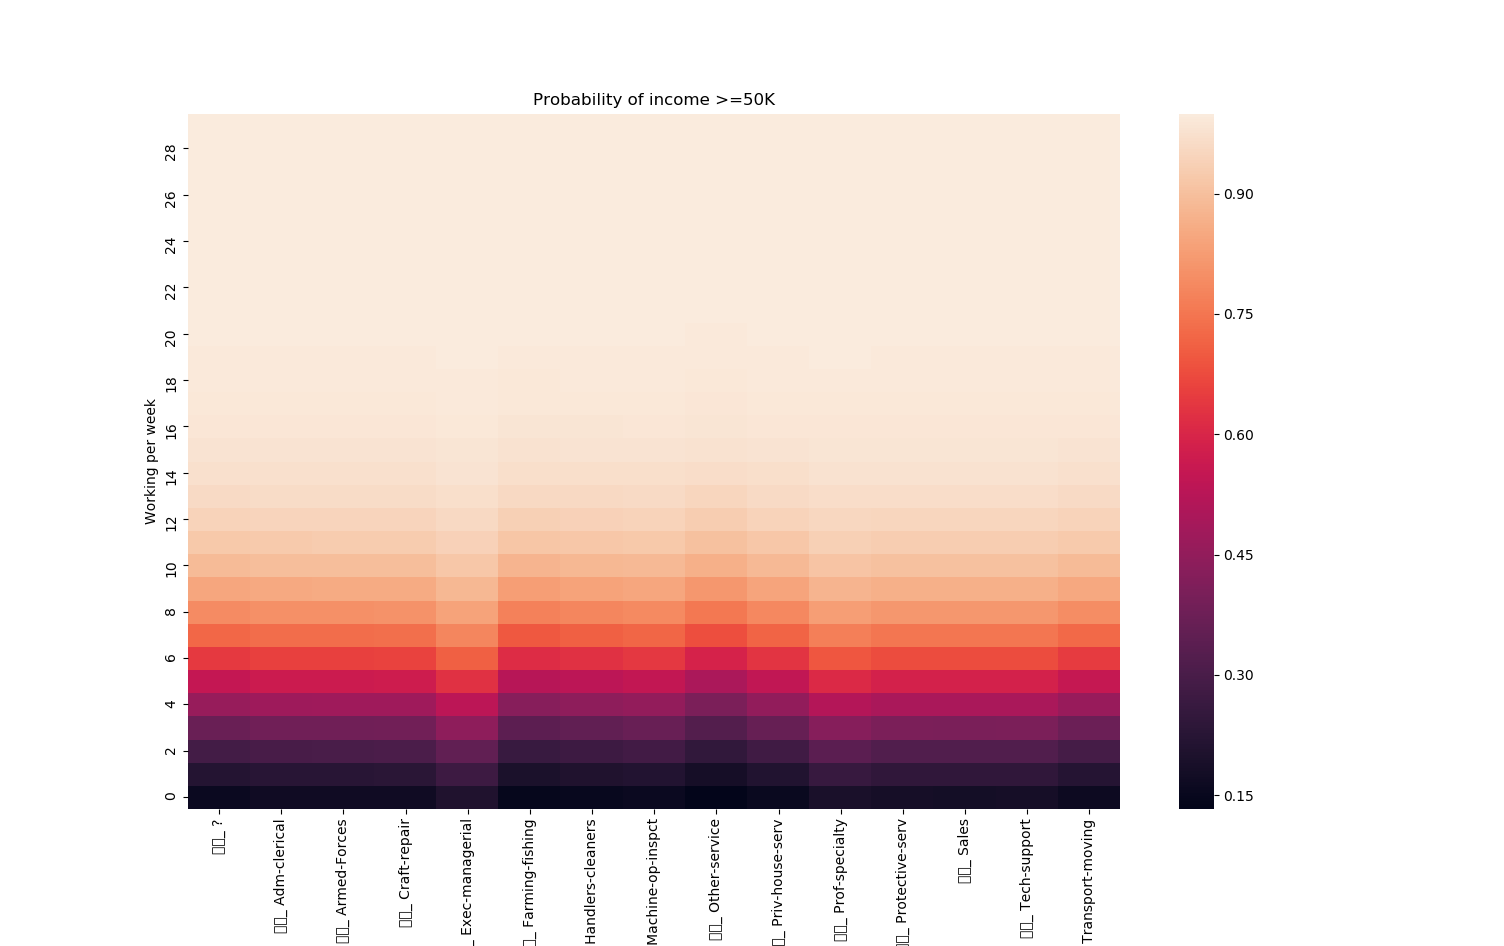 Probability of income >=50K
Working per week
28
26
24
22
20
18
16
14
12
10
8
6
4
2
0
_ ?
_ Adm-clerical
_ Armed-Forces
_ Craft-repair
_ Exec-managerial
_ Farming-fishing
Handlers-cleaners
Machine-op-inspct
_ Other-service
_ Priv-house-serv
_ Prof-specialty
_ Protective-serv
_ Sales
_ Tech-support
Transport-moving
0.90
0.75
0.60
0.45
0.30
0.15